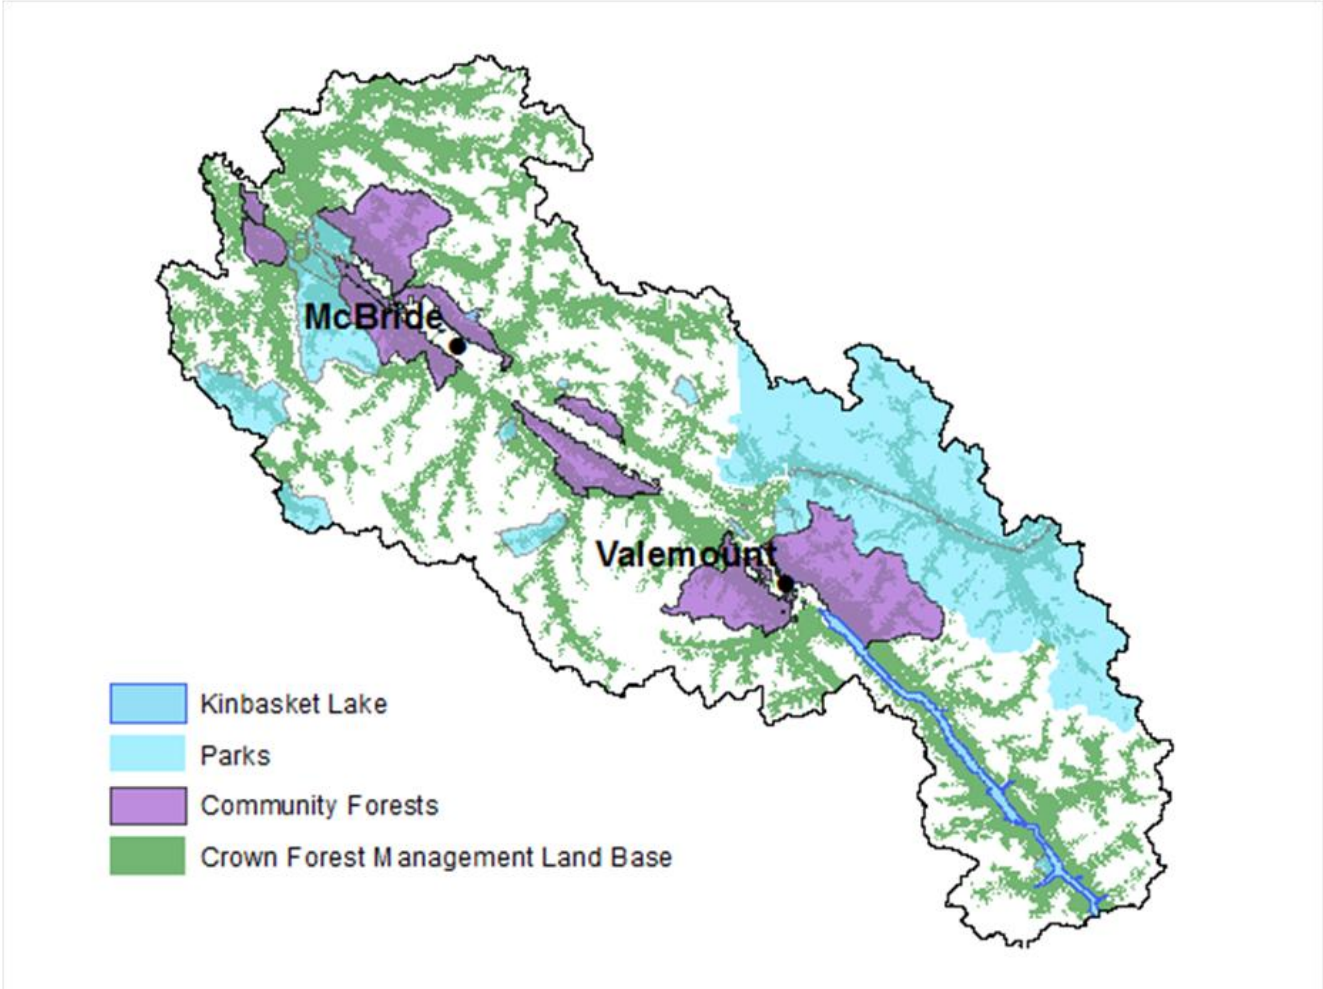 McBride
Valemount
Kinbasket Lake
Parks
Community Forests
Crown Forest Management Land Base